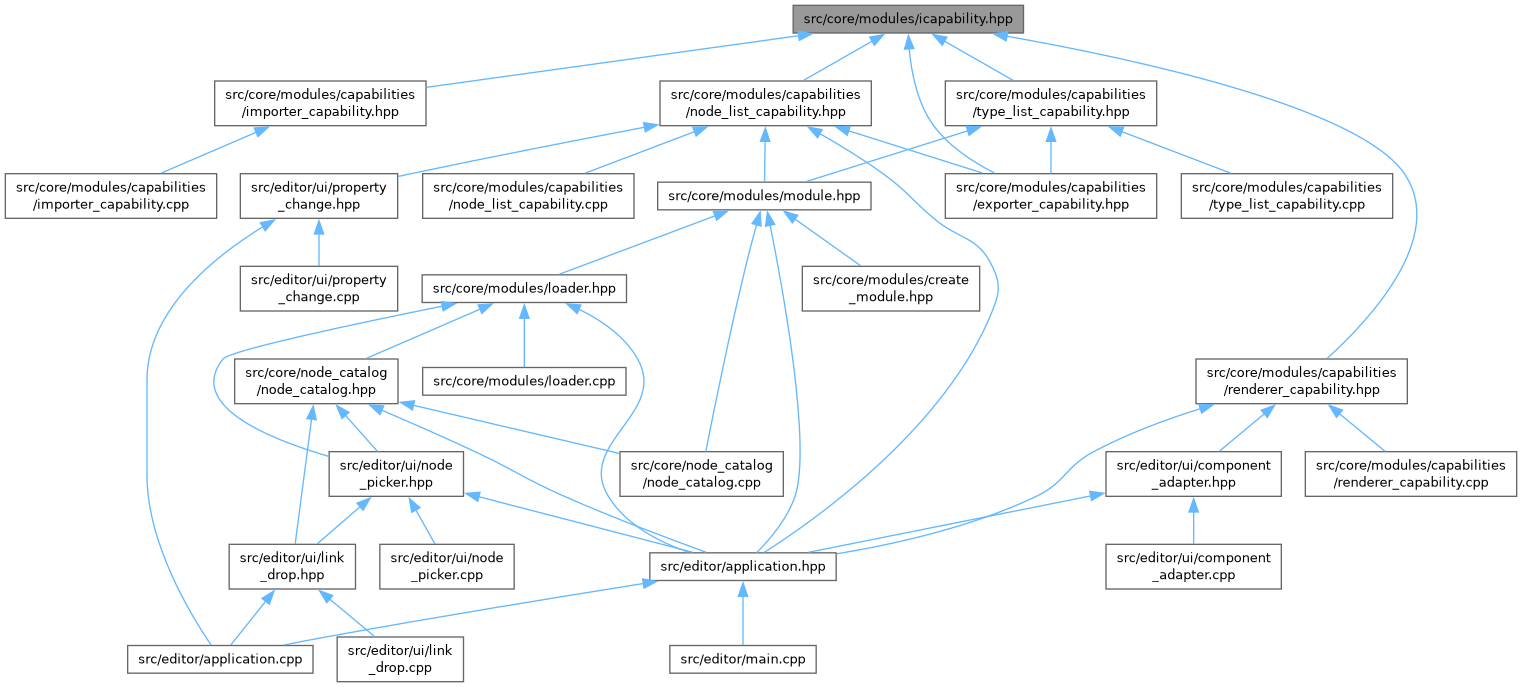 src/core/modules/icapability.hpp
src/core/modules/capabilities
/importer_capability.hpp
src/core/modules/capabilities
/node_list_capability.hpp
src/core/modules/capabilities
/type_list_capability.hpp
src/core/modules/capabilities
/importer_capability.cpp
src/editor/ui/property
_change.hpp
src/core/modules/capabilities
/node_list_capability.cpp
src/core/modules/module.hpp
src/core/modules/capabilities
/exporter_capability.hpp
src/core/modules/capabilities
/type_list_capability.cpp
src/editor/ui/property
_change.cpp
src/core/modules/loader.hpp
src/core/modules/create
_module.hpp
src/core/node_catalog
/node_catalog.hpp
src/core/modules/loader.cpp
src/core/modules/capabilities
/renderer_capability.hpp
src/editor/ui/node
_picker.hpp
src/core/node_catalog
/node_catalog.cpp
src/editor/ui/component
_adapter.hpp
src/core/modules/capabilities
/renderer_capability.cpp
src/editor/ui/link
_drop.hpp
src/editor/ui/node
_picker.cpp
src/editor/application.hpp
src/editor/ui/component
_adapter.cpp
src/editor/application.cpp
src/editor/ui/link
_drop.cpp
src/editor/main.cpp